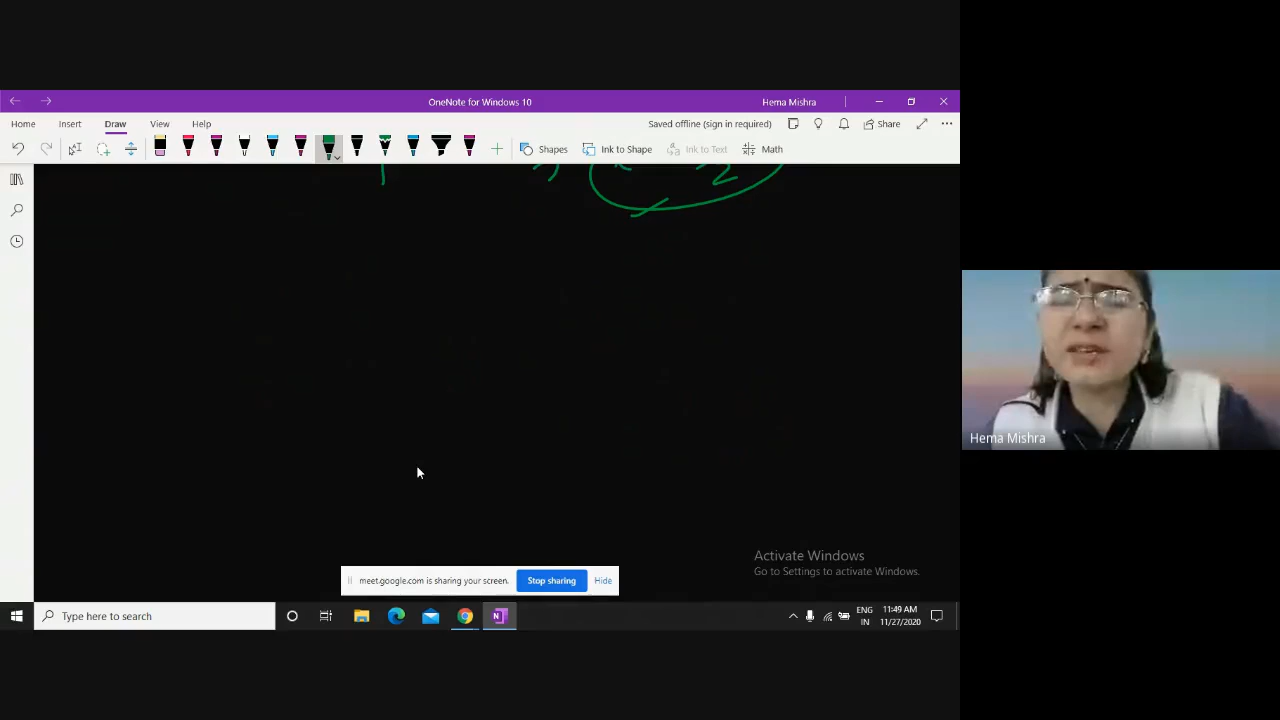 OneNote for Windows 10
Hema Mishra
Home Insert Draw View Help
Saved offline (sign in required)
Share
Shapes
Ink to Shape
Ink to Text
Math
2
Hema Mishra
Activate Windows
Go to Settings to activate Windows.
meet.google.com is sharing your screen.
Stop sharing
Hide
Type here to search
ENG
IN
11:49 AM
11/27/2020